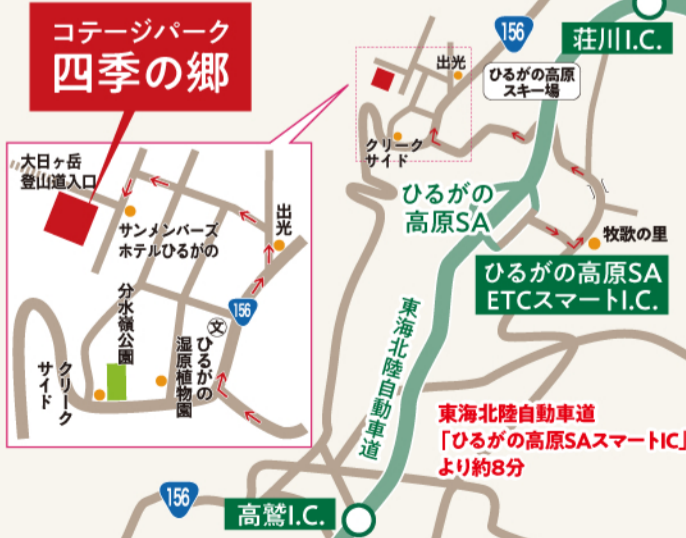 コテージパーク
四季の郷
156
荘川I.C.
出光
ひるがの高原
スキー場
クリーク
サイド
ひるがの
高原SA
牧歌の里
ひるがの高原SA
ETCスマートI.C.
東海北陸自動車道
大日ヶ岳
登山道入口
サンメンバーズ
ホテルひるがの
出光
156
文
分水嶺公園
ひるがの
湿原植物園
クリーク
サイド
東海北陸自動車道
「ひるがの高原SAスマートIC」
より約8分
156
高鷲I.C.